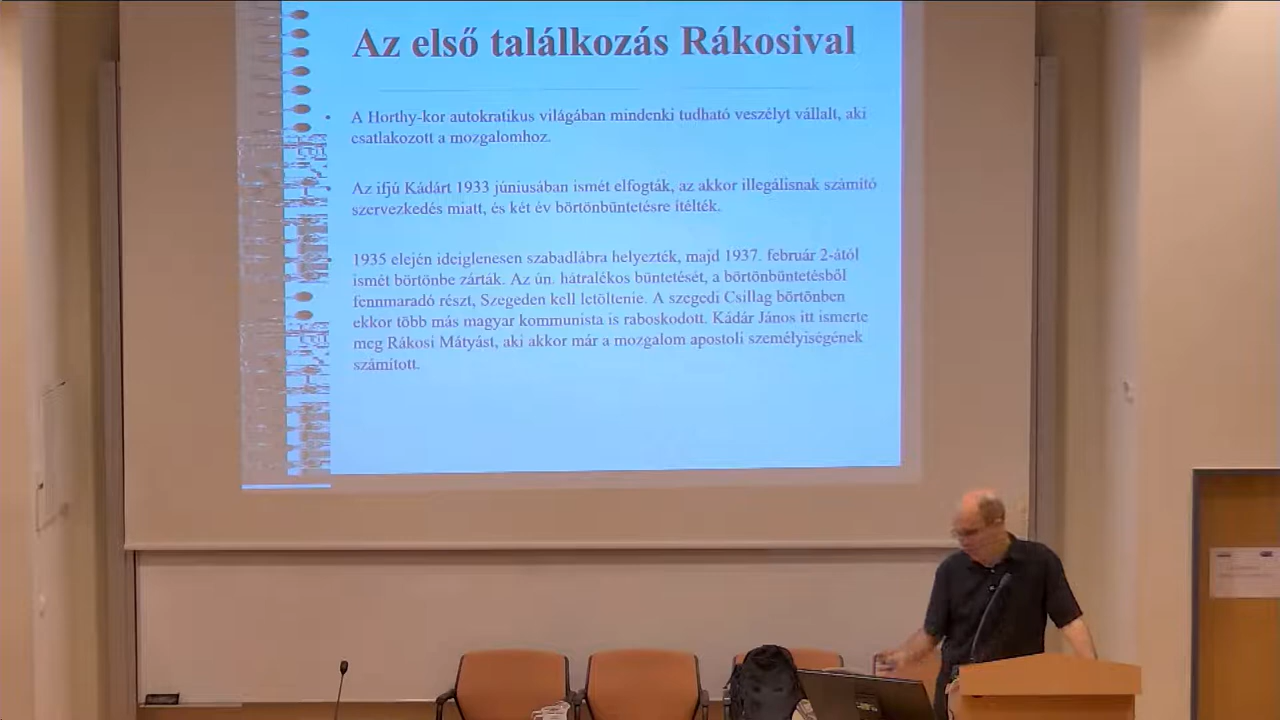 Az első találkozás Rákosival
• A Horthy-kor autokratikus világában mindenki tudható veszélyt vállalt, aki
csatlakozott a mozgalomhoz.
Az ifjú Kádárt 1933 júniusában ismét elfogták, az akkor illegálisnak számító
szervezkedés miatt, és két év börtönbüntetésre ítélték.
1935 elején ideiglenesen szabadlábra helyezték, majd 1937. február 2-ától
ismét börtönbe zárták. Az ún. hátralékos büntetését, a börtönbüntetésből
fennmaradó részt, Szegeden kell letöltenie. A szegedi Csillag börtönben
ekkor több más magyar kommunista is raboskodott. Kádár János itt ismerte
meg Rákosi Mátyást, aki akkor már a mozgalom apostoli személyiségének
számított.